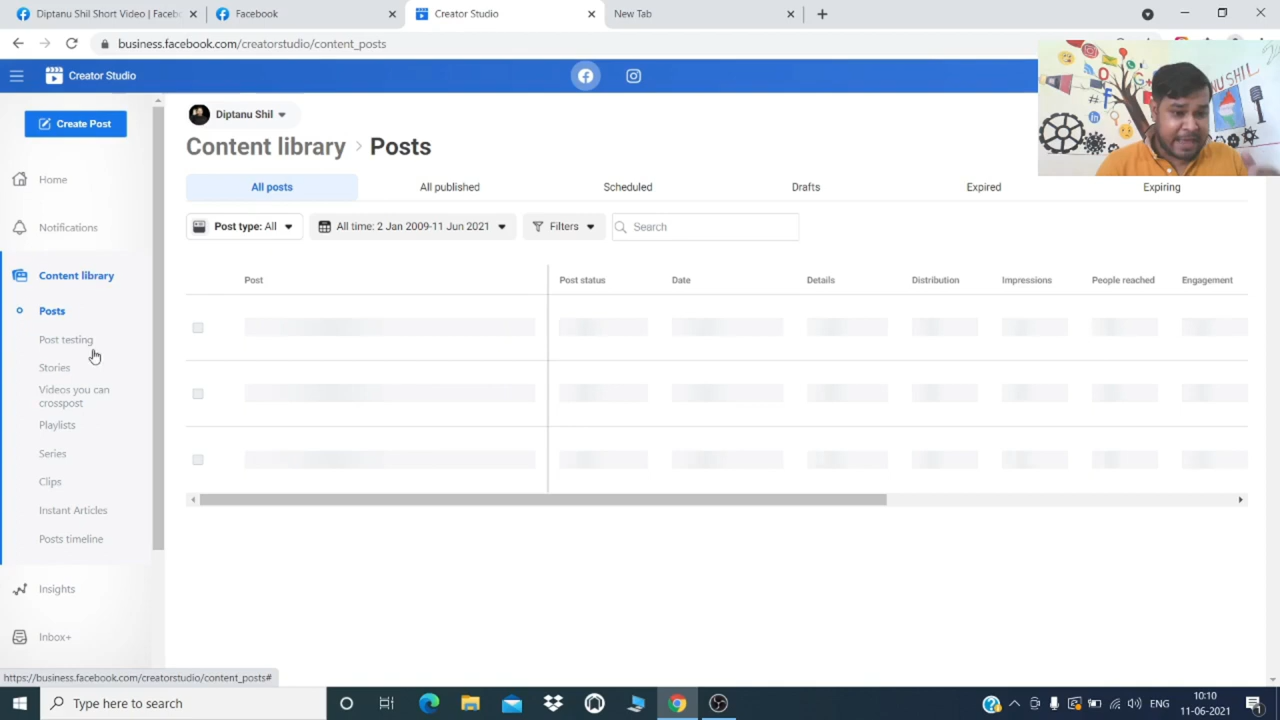 Diptanu Shil Short Video | Faceb
Facebook
Creator Studio
New Tab
business.facebook.com/creatorstudio/content_posts
Creator Studio
NU SHIL
Create Post
Diptanu Shil
Content library > Posts
Home
All posts
All published
Scheduled
Drafts
Expired
Expiring
Notifications
Post type: All
All time: 2 Jan 2009-11 Jun 2021
Filters
Search
Content library
Post
Post status
Date
Details
Distribution
Impressions
People reached
Engagement
Posts
Post testing
Stories
Videos you can
crosspost
Playlists
Series
Clips
Instant Articles
Posts timeline
Insights
Inbox+
https://business.facebook.com/creatorstudio/content_posts#
Type here to search
ENG
10:10
11-06-2021
1